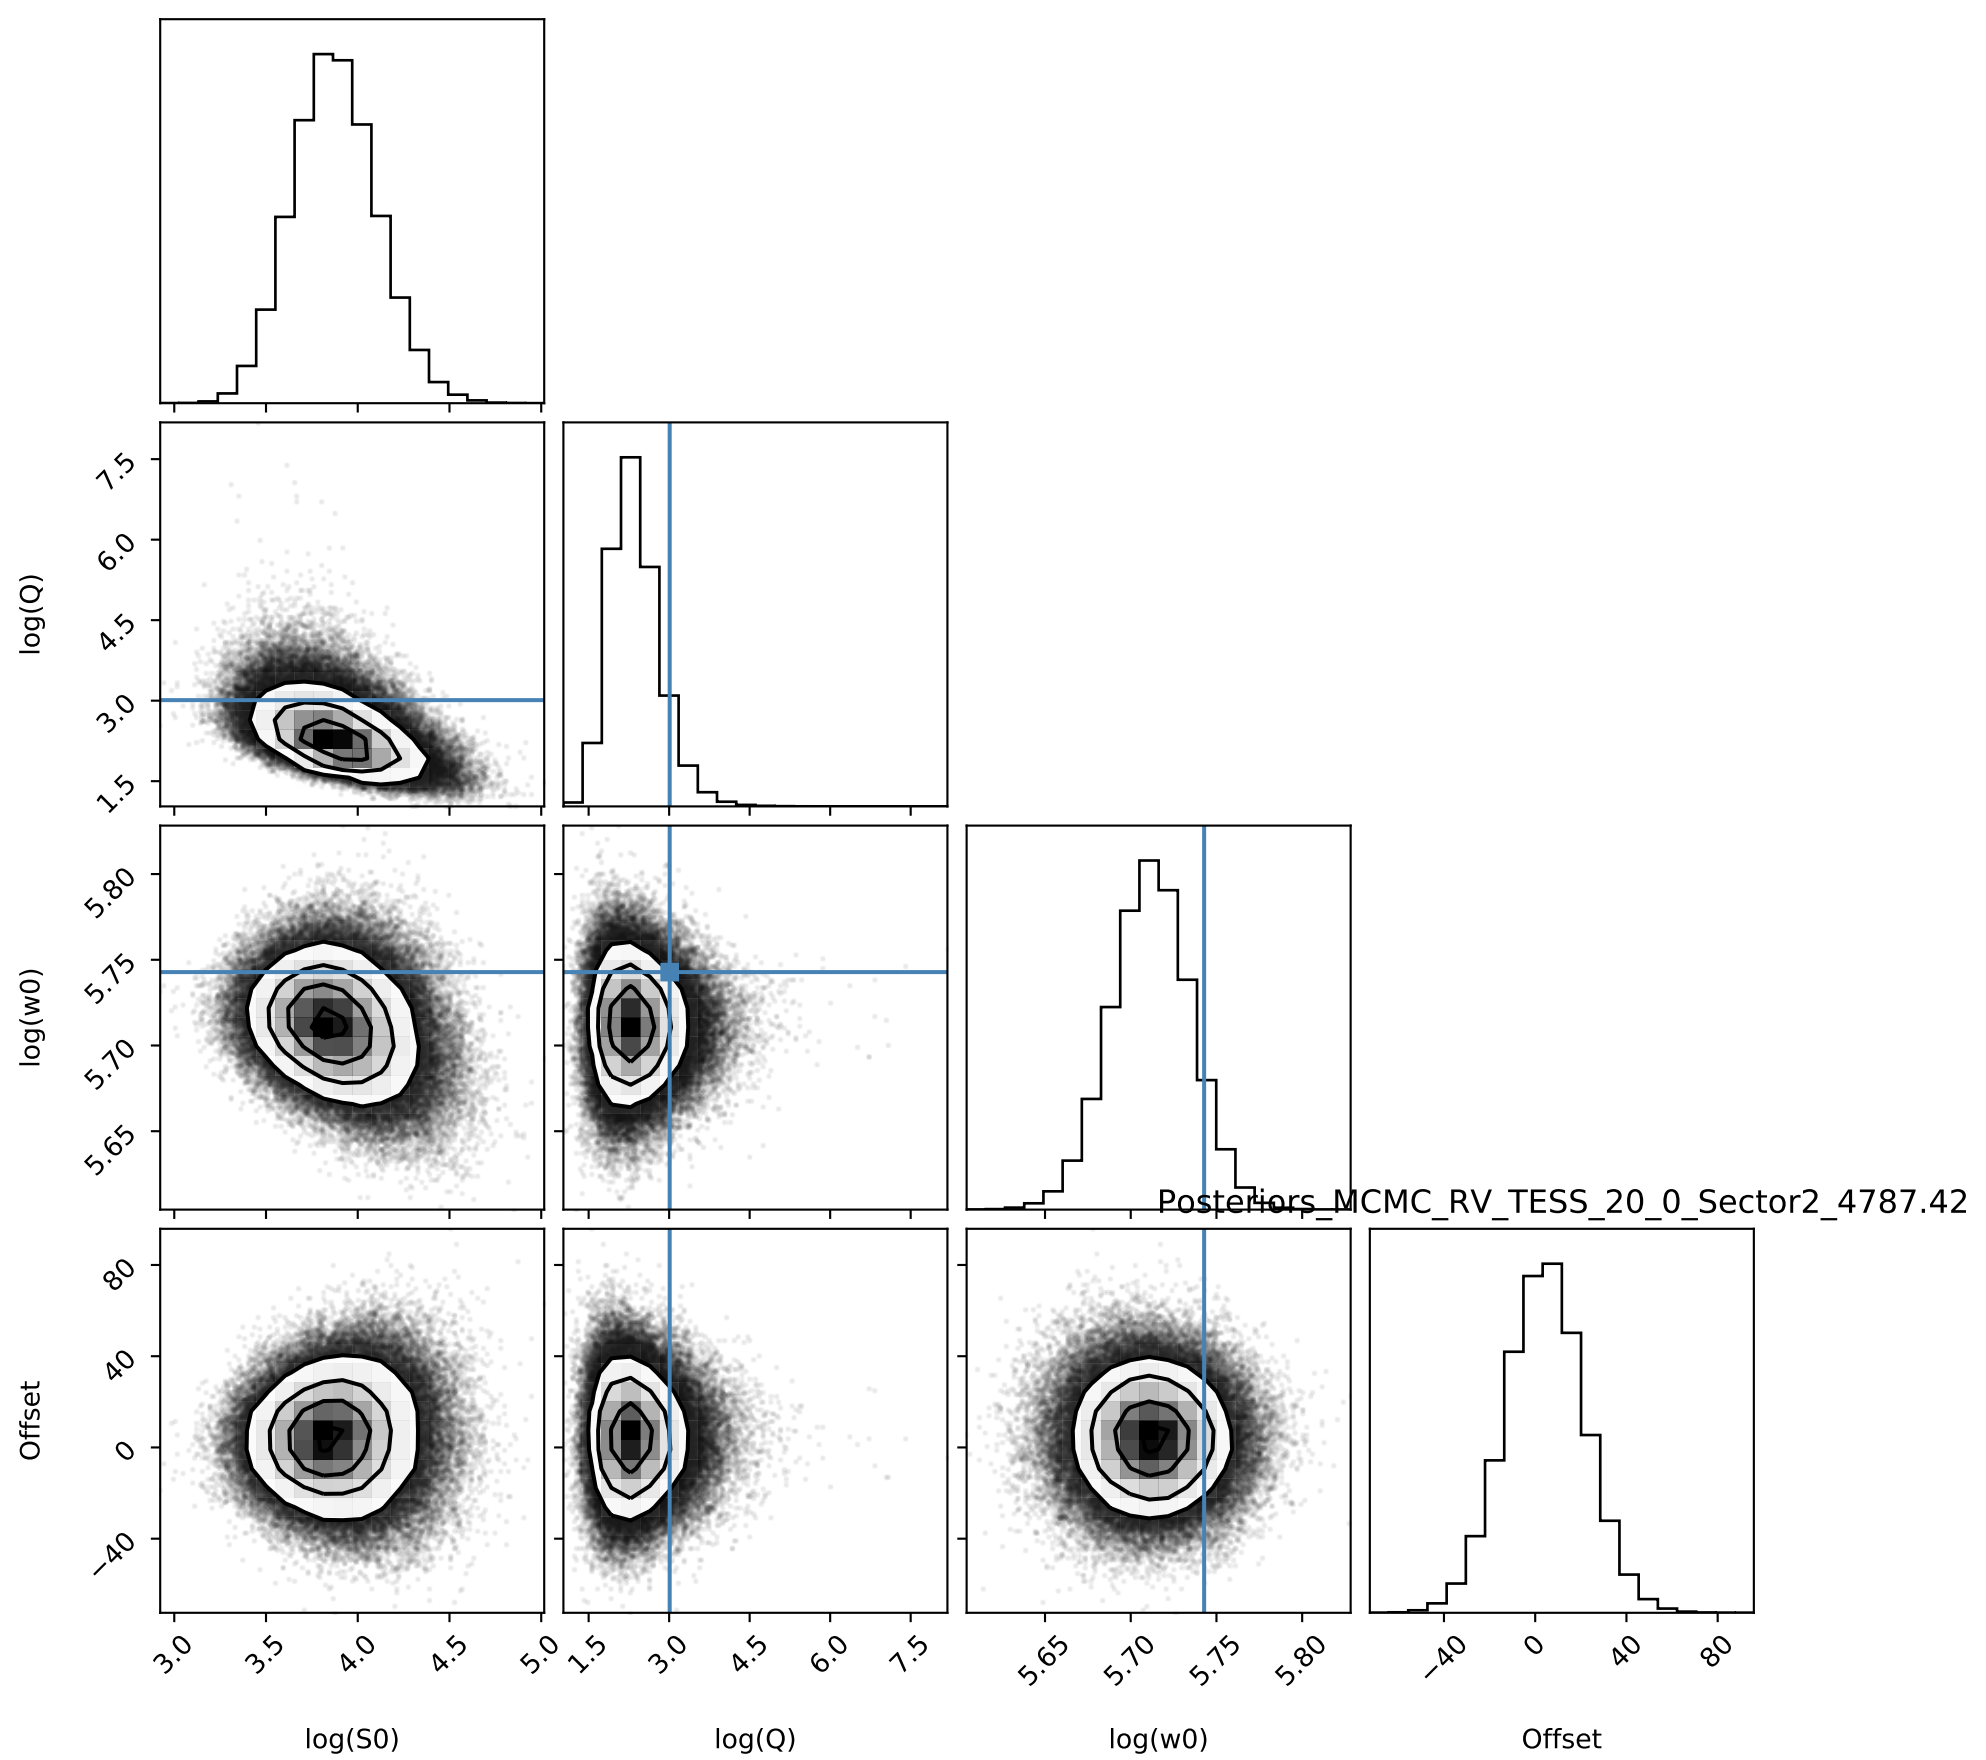 7.5
6.0
4.5
3.0
1.5
log(Q)
5.80
5.75
5.70
5.65
log(w0)
Posteriors_MCMC_RV_TESS_20_0_Sector2_4787.42
80
40
0
−40
Offset
3.0 3.5 4.0 4.5 5.0 1.5 3.0 4.5 6.0 7.5 5.65 5.70 5.75 5.80 −40 0 40 80
log(S0) log(Q) log(w0) Offset